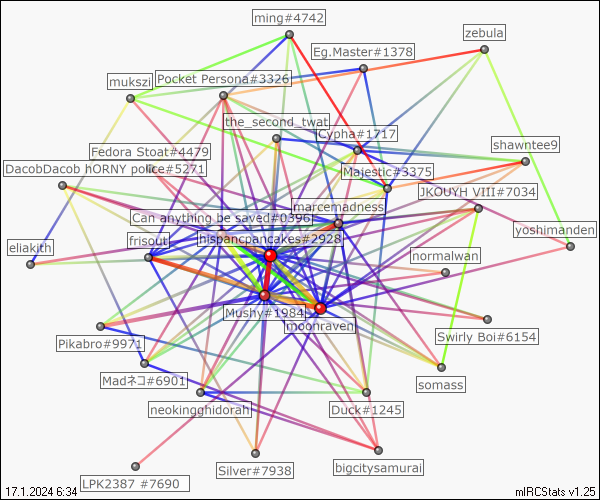 ming#4742
zebula
Eg.Master#1378
Pocket Persona#3326
mukszi
the_second_twat
Cypha#1717
shawntee9
Fedora Stoat#4479
DacobDacob hORNY police#5271
Majestic#3375
JKOUYH VIII#7034
marcemadness
Can anything be saved#0396
yoshimanden
eliakith
frisout
hispancpancakes#2928
normalwan
Mushy#1984
moonraven
Swirly Boi#6154
Pikabro#9971
Madネコ#6901
somass
neokingghidorah
Duck#1245
bigcitysamurai
Silver#7938
LPK2387 #7690
17.1.2024 6:34
mIRCStats v1.25